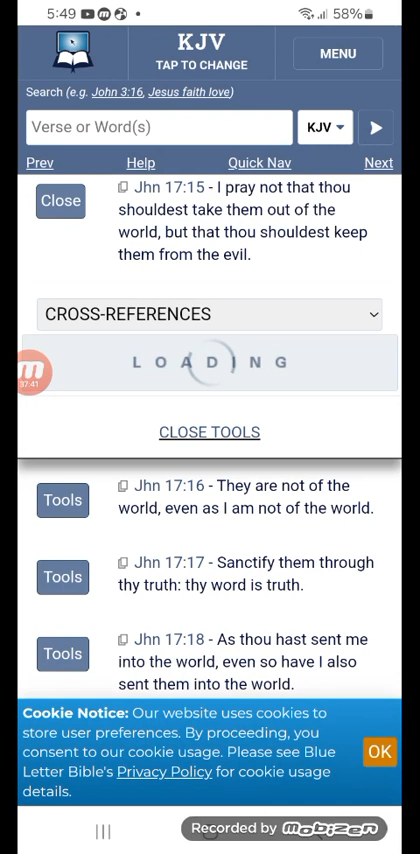 5:49 58%
KJV
TAP TO CHANGE
MENU
Search (e.g. John 3:16, Jesus faith love)
Verse or Word(s)
KJV
Prev Help Quick Nav Next
Close
Jhn 17:15 - I pray not that thou
shouldest take them out of the
world, but that thou shouldest keep
them from the evil.
CROSS-REFERENCES
LOADING
37:41
CLOSE TOOLS
Tools
Jhn 17:16 - They are not of the
world, even as I am not of the world.
Tools
Jhn 17:17 - Sanctify them through
thy truth: thy word is truth.
Tools
Jhn 17:18 - As thou hast sent me
into the world, even so have I also
sent them into the world.
Cookie Notice: Our website uses cookies to
store user preferences. By proceeding, you
consent to our cookie usage. Please see Blue
Letter Bible's Privacy Policy for cookie usage
details.
OK
Recorded by mobizen